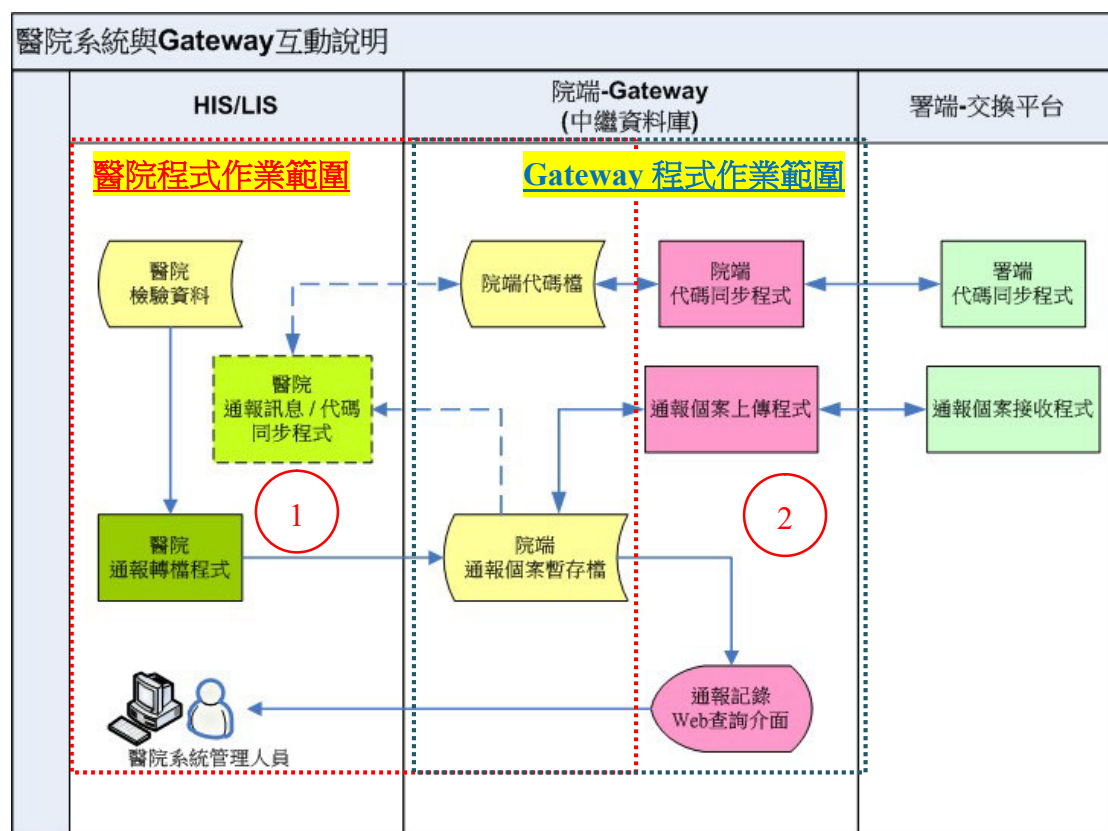 醫院系統與Gateway互動說明
HIS/LIS
院端-Gateway
(中繼資料庫)
署端-交換平台
醫院程式作業範圍
Gateway 程式作業範圍
醫院
檢驗資料
院端代碼檔
院端
代碼同步程式
署端
代碼同步程式
醫院
通報訊息 / 代碼
同步程式
通報個案上傳程式
通報個案接收程式
1
2
醫院
通報轉檔程式
院端
通報個案暫存檔
通報記錄
Web查詢介面
醫院系統管理人員